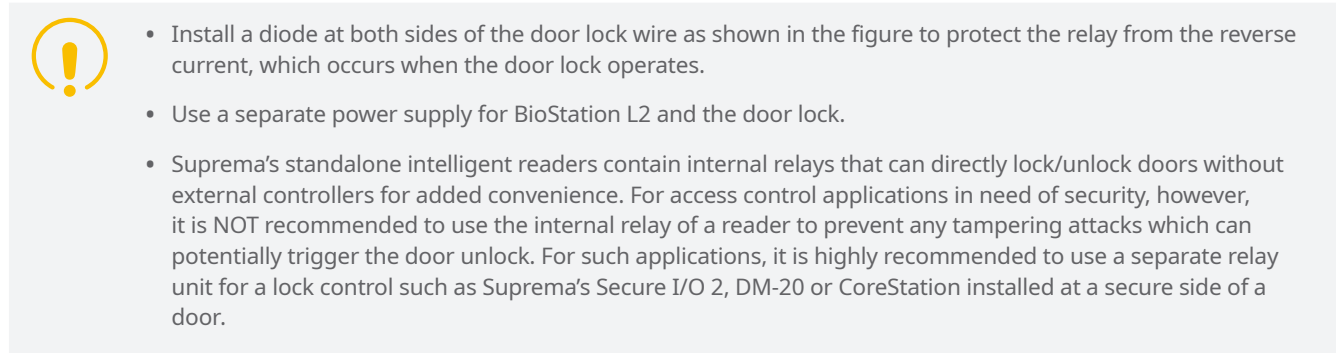 • Install a diode at both sides of the door lock wire as shown in the figure to protect the relay from the reverse
current, which occurs when the door lock operates.
• Use a separate power supply for BioStation L2 and the door lock.
• Suprema’s standalone intelligent readers contain internal relays that can directly lock/unlock doors without
external controllers for added convenience. For access control applications in need of security, however,
it is NOT recommended to use the internal relay of a reader to prevent any tampering attacks which can
potentially trigger the door unlock. For such applications, it is highly recommended to use a separate relay
unit for a lock control such as Suprema’s Secure I/O 2, DM-20 or CoreStation installed at a secure side of a
door.